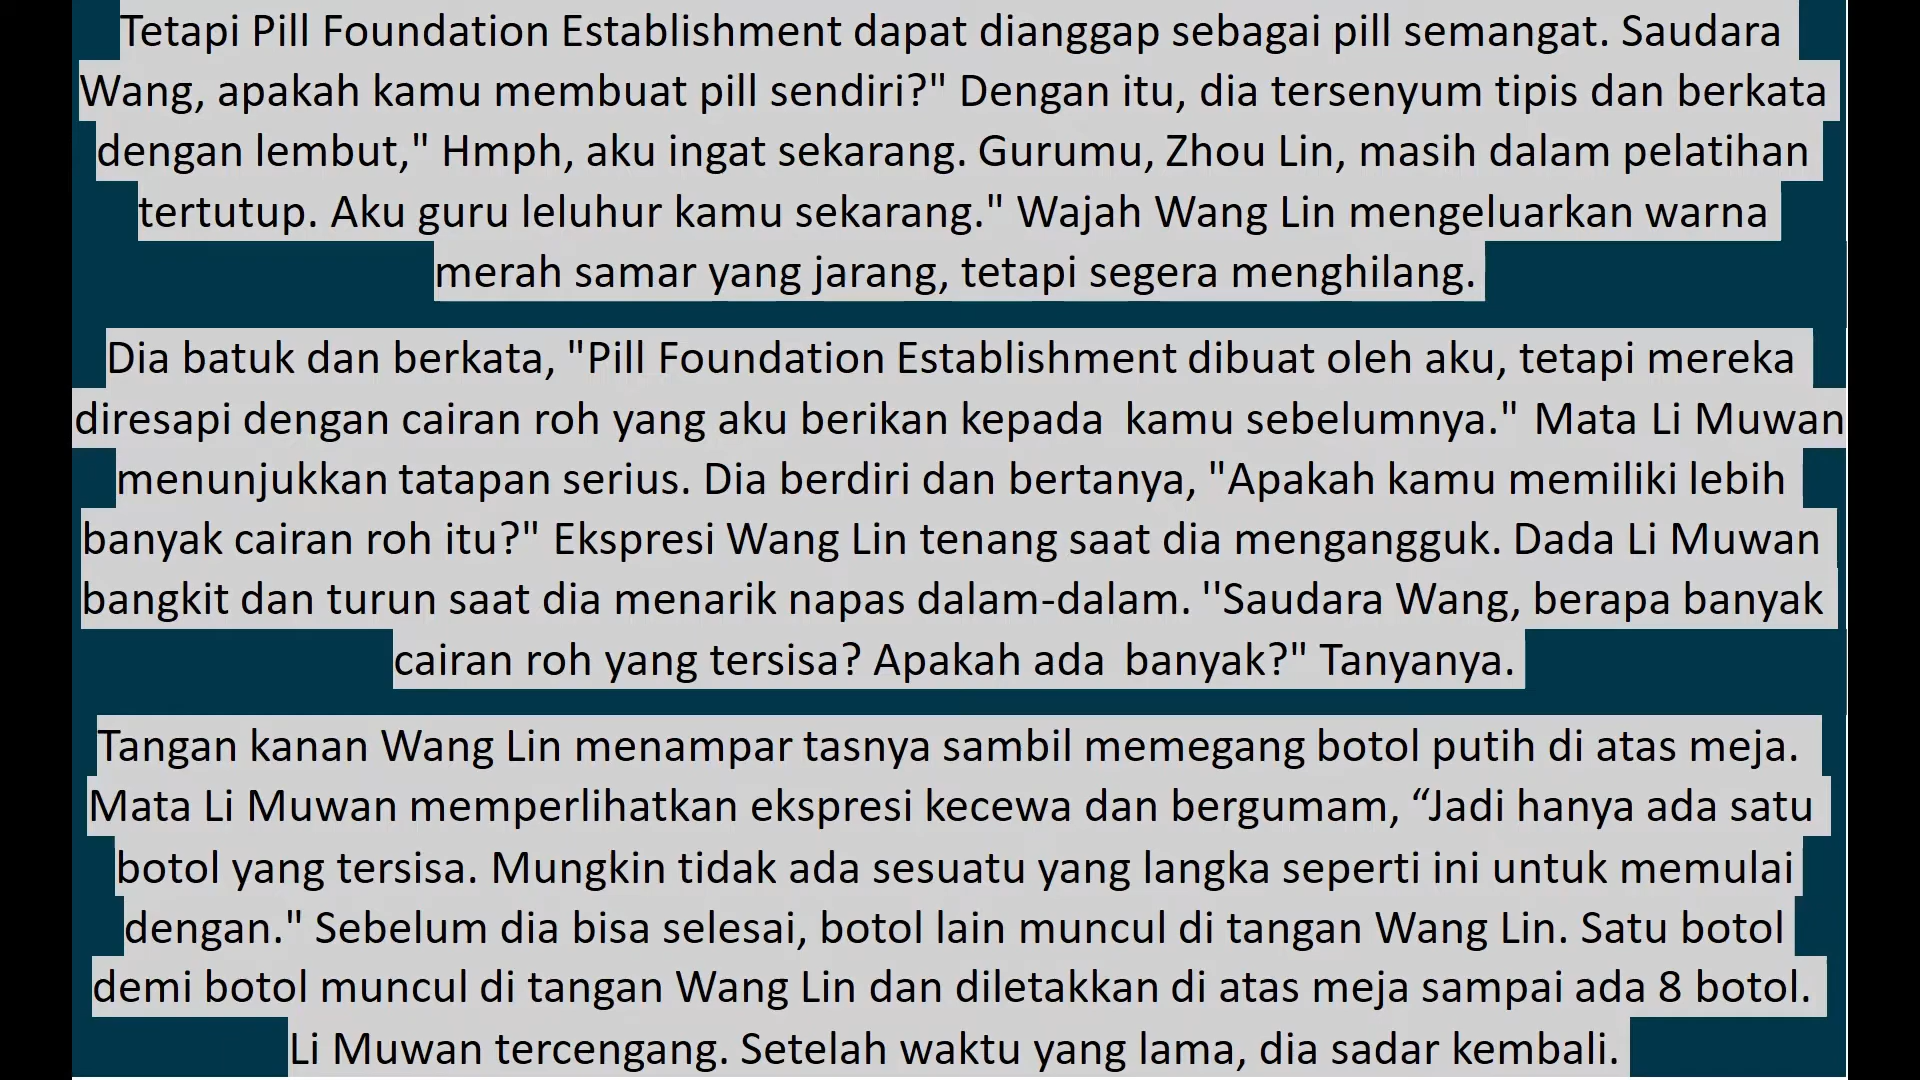 Tetapi Pill Foundation Establishment dapat dianggap sebagai pill semangat. Saudara
Wang, apakah kamu membuat pill sendiri?" Dengan itu, dia tersenyum tipis dan berkata
dengan lembut," Hmph, aku ingat sekarang. Gurumu, Zhou Lin, masih dalam pelatihan
tertutup. Aku guru leluhur kamu sekarang." Wajah Wang Lin mengeluarkan warna
merah samar yang jarang, tetapi segera menghilang.
Dia batuk dan berkata, "Pill Foundation Establishment dibuat oleh aku, tetapi mereka
diresapi dengan cairan roh yang aku berikan kepada  kamu sebelumnya." Mata Li Muwan
menunjukkan tatapan serius. Dia berdiri dan bertanya, "Apakah kamu memiliki lebih
banyak cairan roh itu?" Ekspresi Wang Lin tenang saat dia mengangguk. Dada Li Muwan
bangkit dan turun saat dia menarik napas dalam-dalam. ''Saudara Wang, berapa banyak
cairan roh yang tersisa? Apakah ada  banyak?" Tanyanya.
Tangan kanan Wang Lin menampar tasnya sambil memegang botol putih di atas meja.
Mata Li Muwan memperlihatkan ekspresi kecewa dan bergumam, “Jadi hanya ada satu
botol yang tersisa. Mungkin tidak ada sesuatu yang langka seperti ini untuk memulai
dengan." Sebelum dia bisa selesai, botol lain muncul di tangan Wang Lin. Satu botol
demi botol muncul di tangan Wang Lin dan diletakkan di atas meja sampai ada 8 botol.
Li Muwan tercengang. Setelah waktu yang lama, dia sadar kembali.